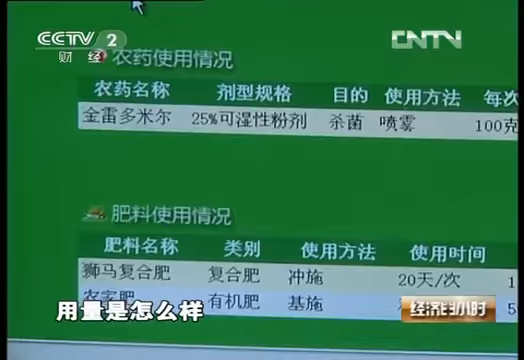 CCTV 2
财经
CNTV
农药使用情况
农药名称 剂型规格 目的 使用方法 每次
金雷多米尔 25%可湿性粉剂 杀菌 喷雾 100克
肥料使用情况
肥料名称 类别 使用方法 使用时间
狮马复合肥 复合肥 冲施 20天/次 1
农家肥 有机肥 基施 5
用量是怎么样
经济半小时